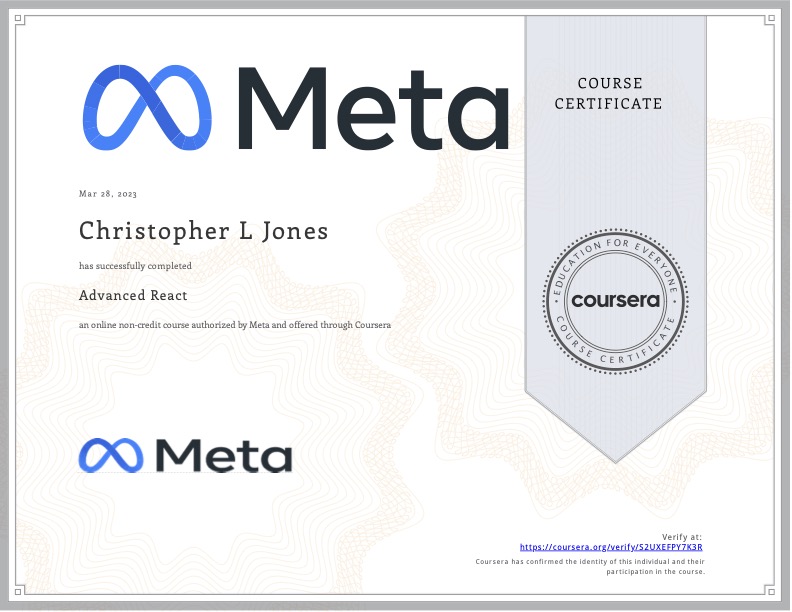 Meta
COURSE
CERTIFICATE
Mar 28, 2023
Christopher L Jones
has successfully completed
Advanced React
an online non-credit course authorized by Meta and offered through Coursera
EDUCATION FOR EVERYONE
coursera
COURSE CERTIFICATE
Meta
Verify at:
https://coursera.org/verify/S2UXEFPY7K3R
Coursera has confirmed the identity of this individual and their
participation in the course.